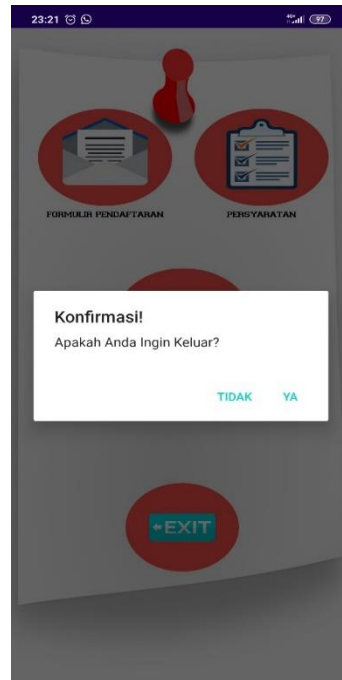 23:21
97
FORMULIR PENDAFTARAN
PERSYARATAN
Konfirmasi!
Apakah Anda Ingin Keluar?
TIDAK YA
EXIT